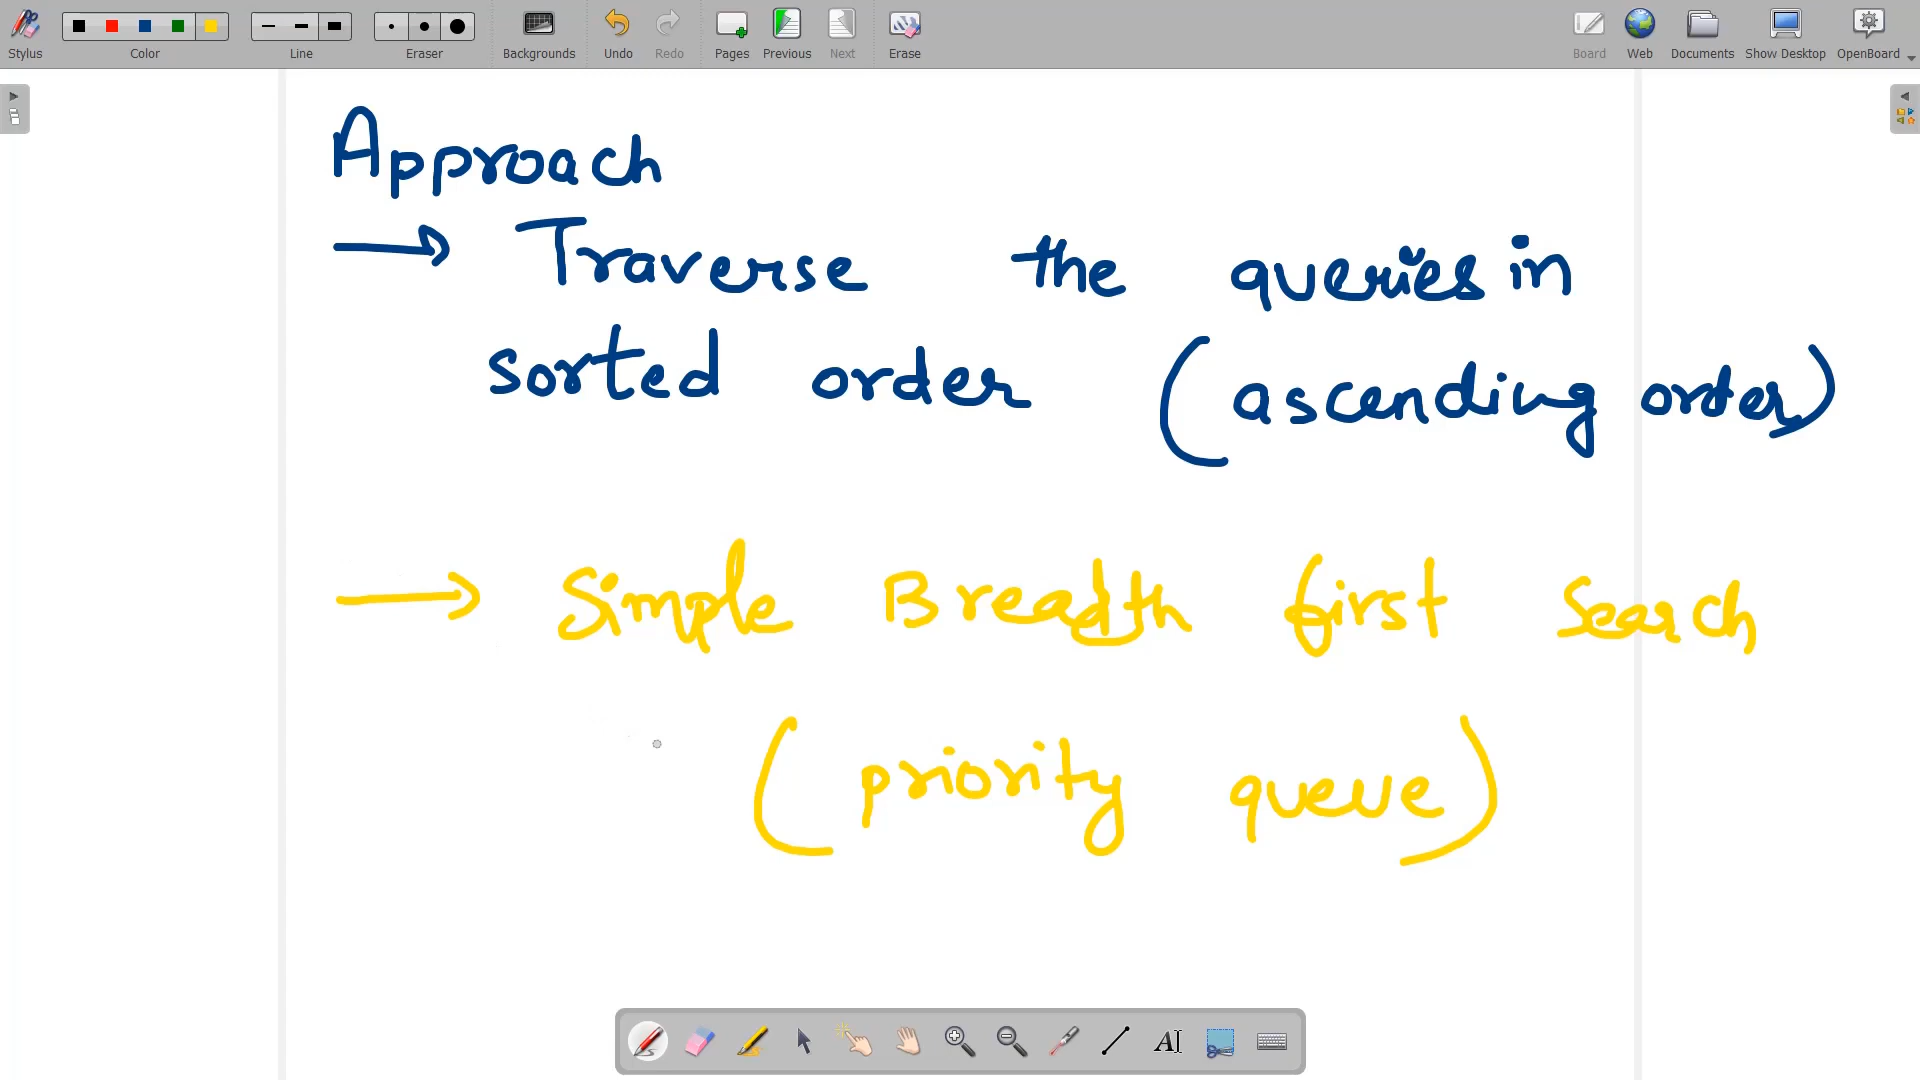 Stylus
Color
Line
Eraser
Backgrounds
Undo
Redo
Pages
Previous
Next
Erase
Board
Web
Documents
Show Desktop
OpenBoard
Approach
→ Traverse the queries in
sorted order (ascending order)
→ Simple Breadth first Search
(priority queue)